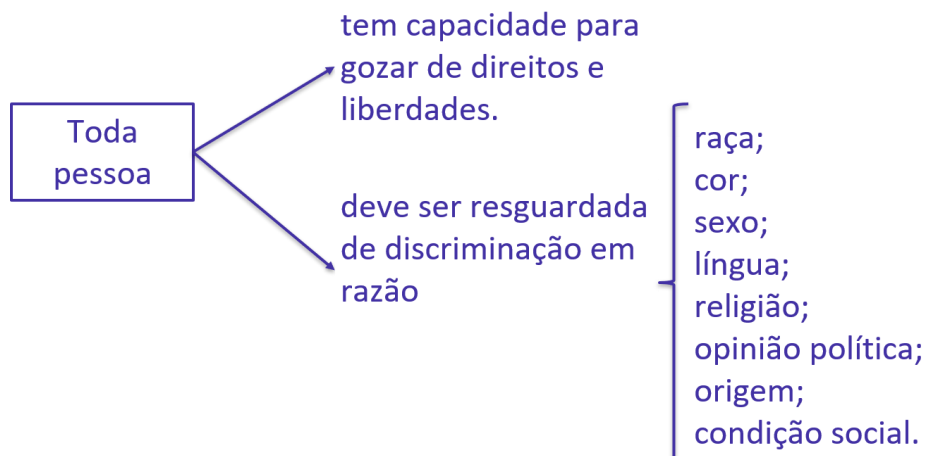 Toda
pessoa
tem capacidade para
gozar de direitos e
liberdades.
deve ser resguardada
de discriminação em
razão
raça;
cor;
sexo;
língua;
religião;
opinião política;
origem;
condição social.